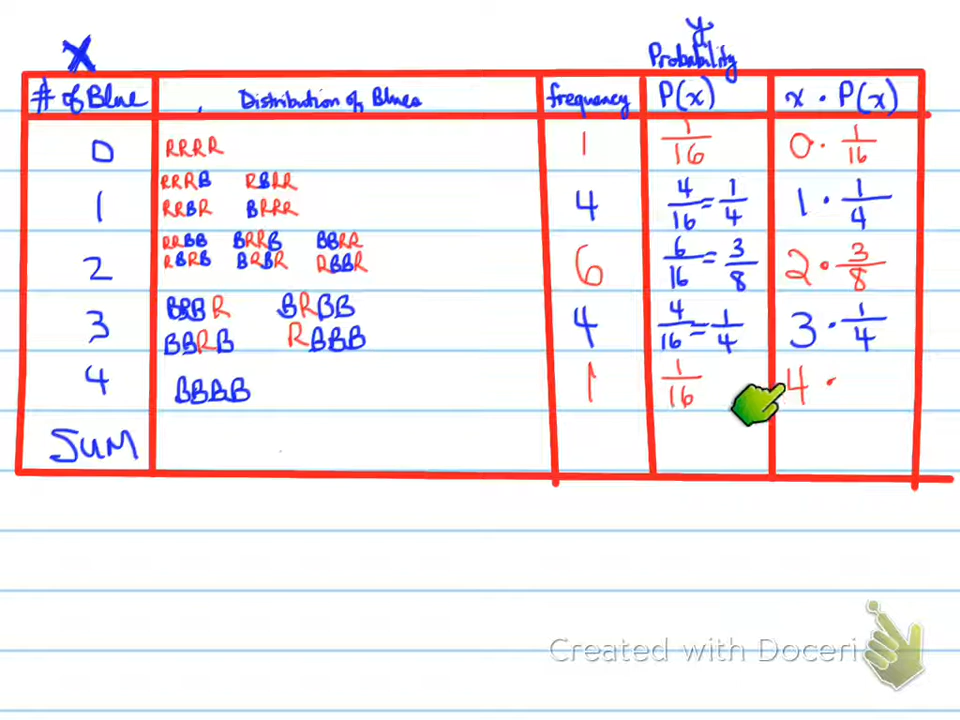 X
y
Probability
# of Blue Distribution of Blues frequency P(x) x · P(x)
0 RRRR 1 1/16 0 · 1/16
RRRB RBRR
1 RRBR BRRR 4 4/16 = 1/4 1 · 1/4
RRBB BRRB BBRR
2 RBRB BRBR RBBR 6 6/16 = 3/8 2 · 3/8
BRBB
3 BBRB RBBB 4 4/16 = 1/4 3 · 1/4
4 BBBB 1 1/16 4 ·
SUM
Created with Doceri